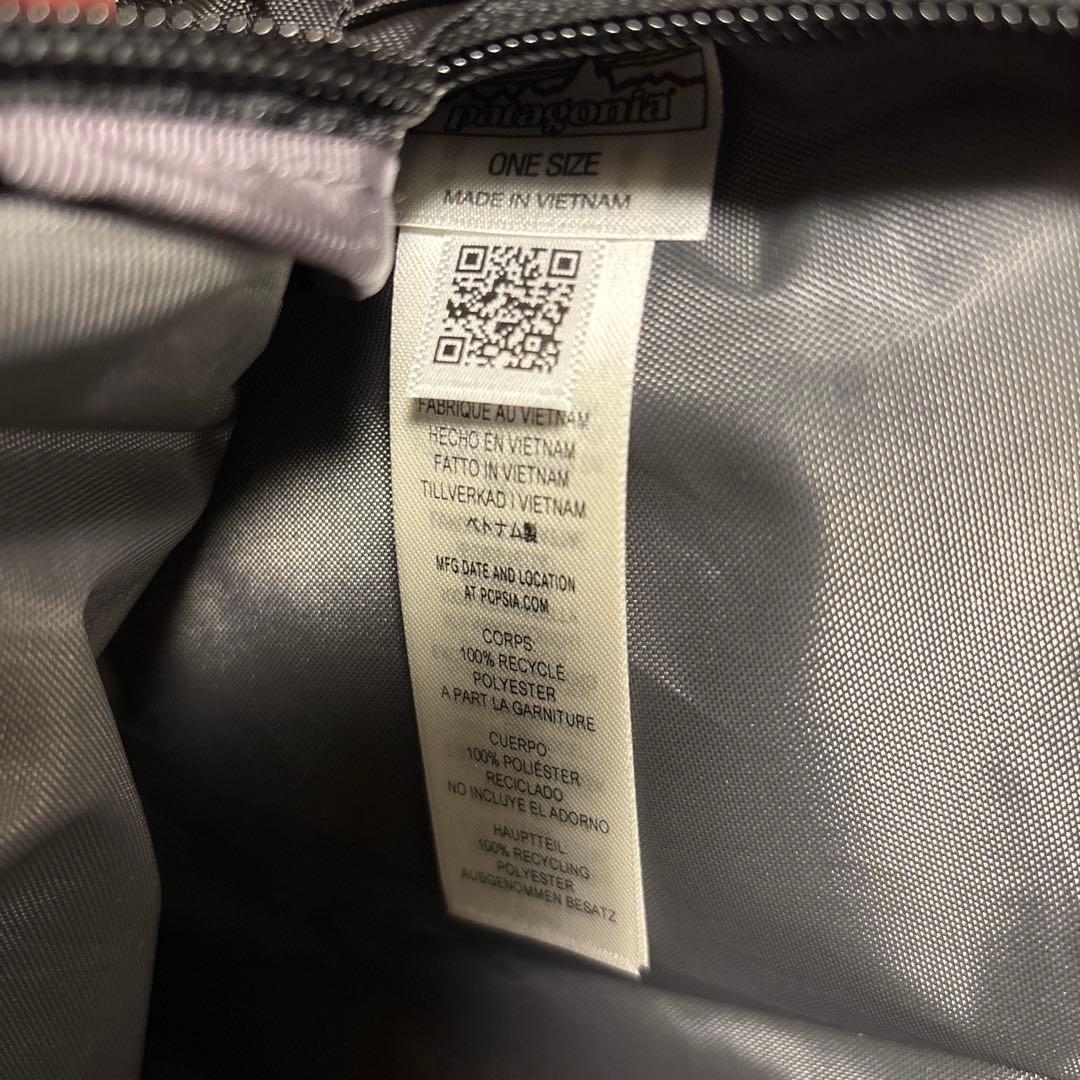 patagonia
ONE SIZE
MADE IN VIETNAM
FABRIQUE AU VIETNAM
HECHO EN VIETNAM
FATTO IN VIETNAM
TILLVERKAD I VIETNAM
ベトナム製
MFG DATE AND LOCATION
AT PCPSIA.COM
CORPS:
100% RECYCLÉ
POLYESTER
A PART LA GARNITURE
CUERPO:
100% POLIÉSTER
RECICLADO
NO INCLUYE EL ADORNO
HAUPTTEIL:
100% RECYCLING
POLYESTER
AUSGENOMMEN BESATZ